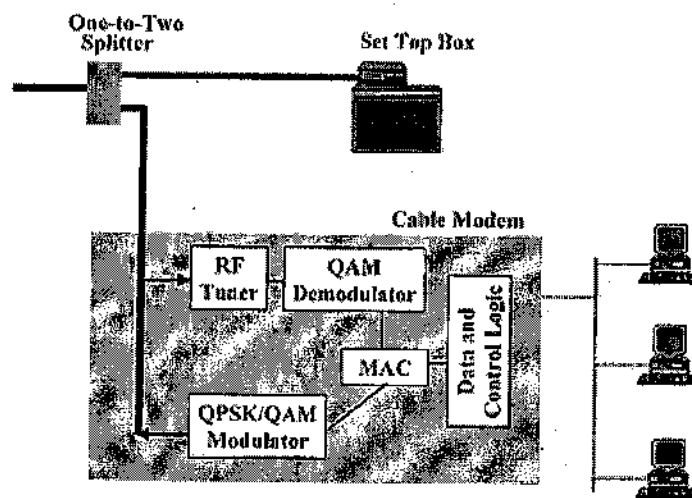 One-to-Two
Splitter
Set Top Box
Cable Modem
RF
Tuner
QAM
Demodulator
Data and
Control Logic
MAC
QPSK/QAM
Modulator